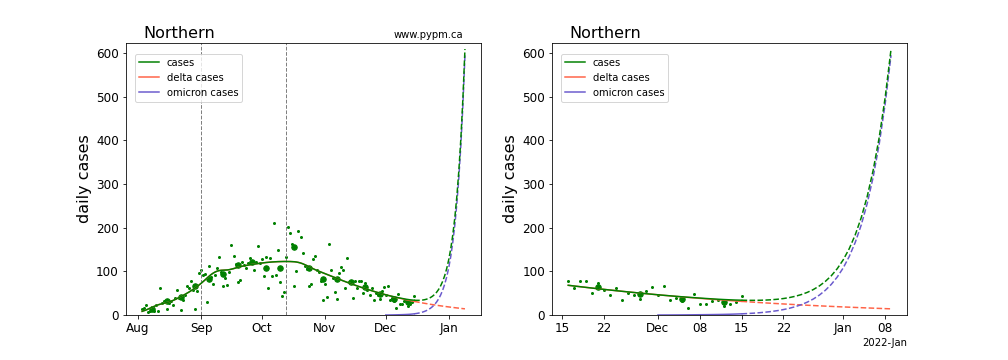 Northern
www.pypm.ca
600
500
400
300
200
100
0
daily cases
cases
delta cases
omicron cases
Aug Sep Oct Nov Dec Jan
Northern
600
500
400
300
200
100
0
daily cases
cases
delta cases
omicron cases
15 22 Dec 08 15 22 Jan 08
2022-Jan